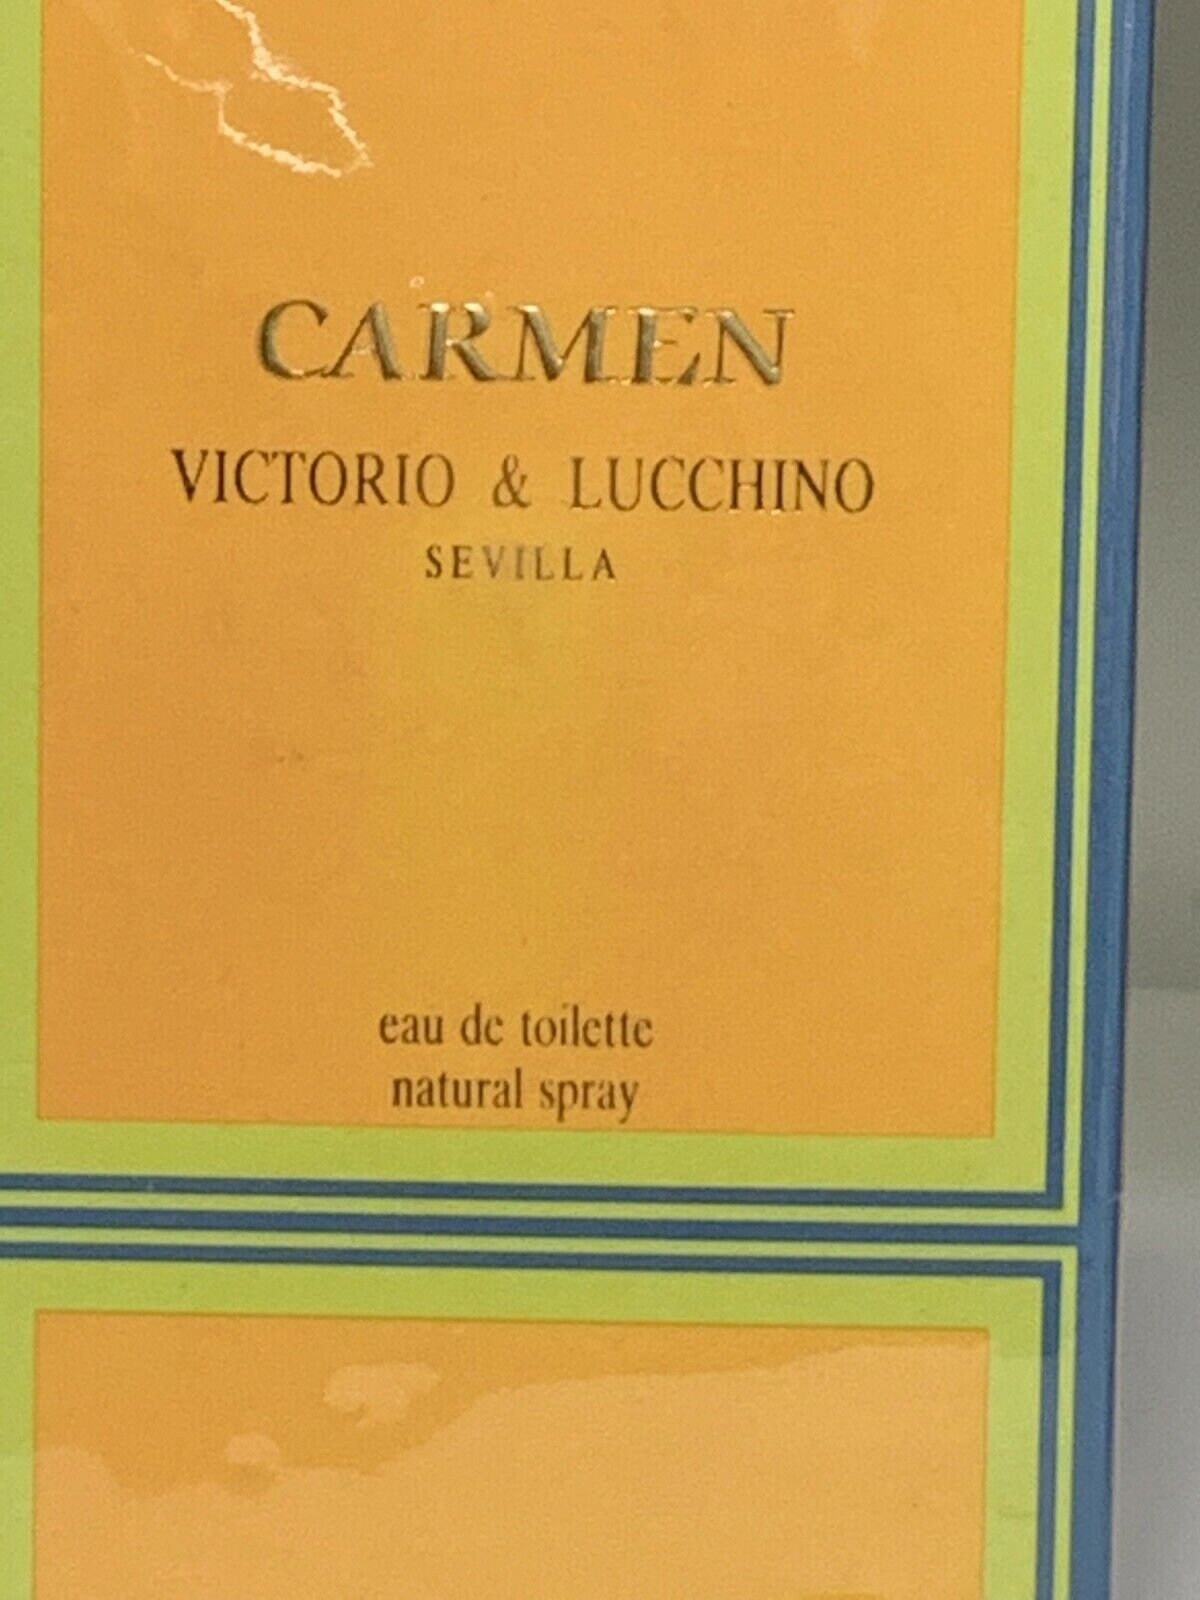 CARMEN
VICTORIO & LUCCHINO
SEVILLA
eau de toilette
natural spray